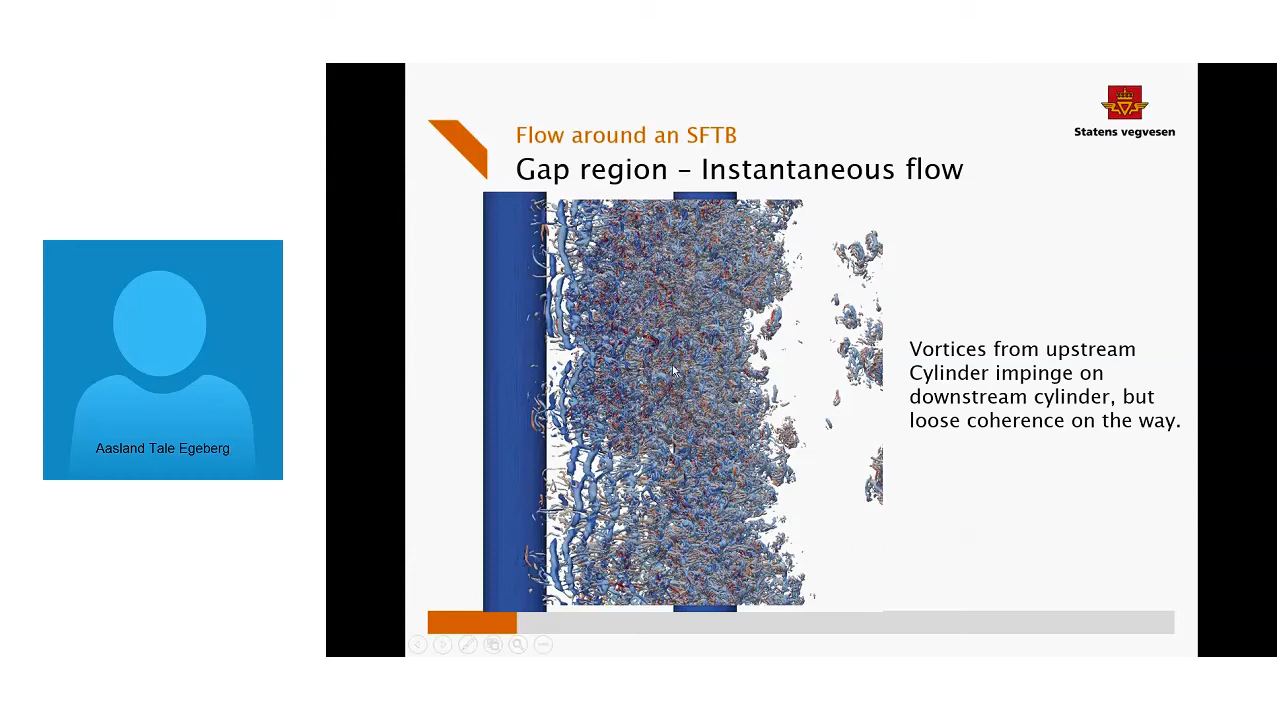 Flow around an SFTB
Gap region – Instantaneous flow
Statens vegvesen
Vortices from upstream
Cylinder impinge on
downstream cylinder, but
loose coherence on the way.
Aasland Tale Egeberg